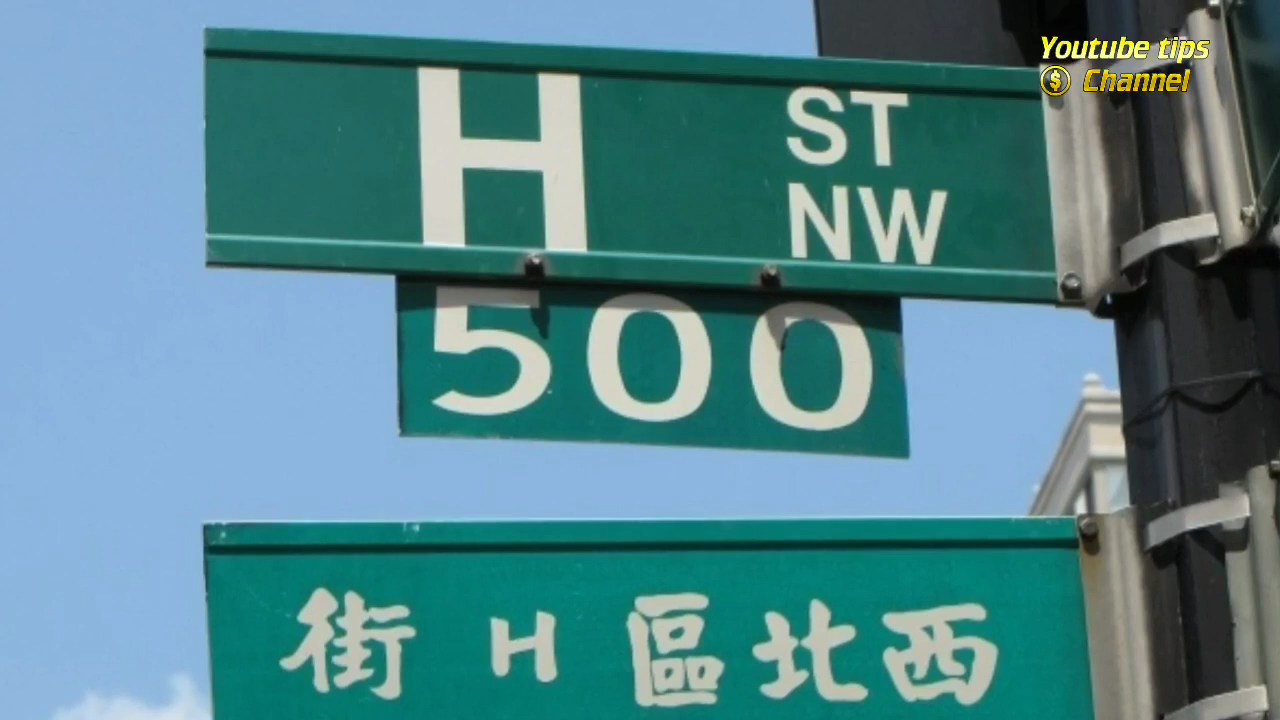 H ST
NW
500
街 H 區北西
Youtube tips
$ Channel